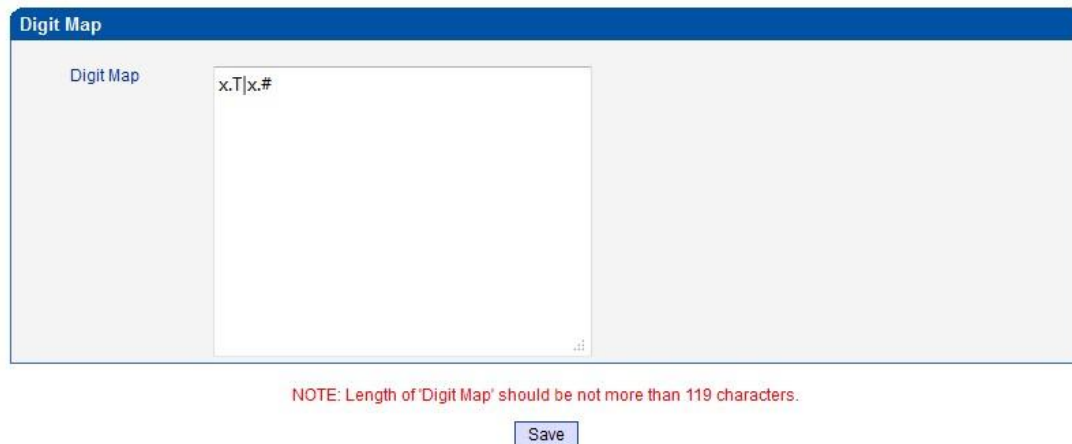 Digit Map
Digit Map
x.T|x.#
NOTE: Length of 'Digit Map' should be not more than 119 characters.
Save